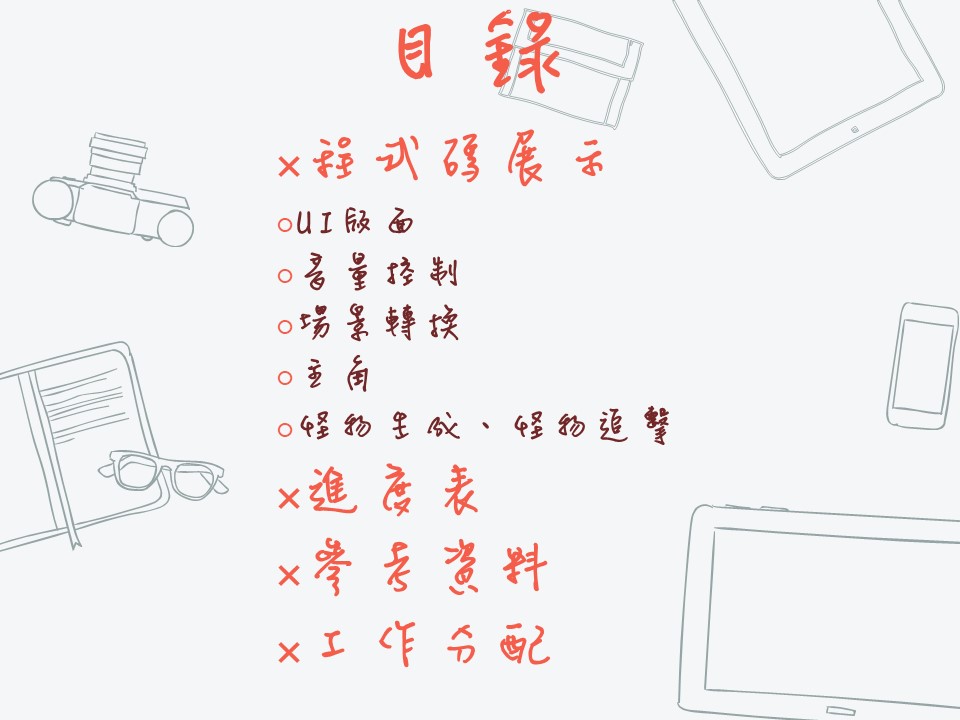 目錄
×程式碼展示
○UI版面
○音量控制
○場景轉換
○主角
○怪物生成、怪物追擊
×進度表
×參考資料
×工作分配